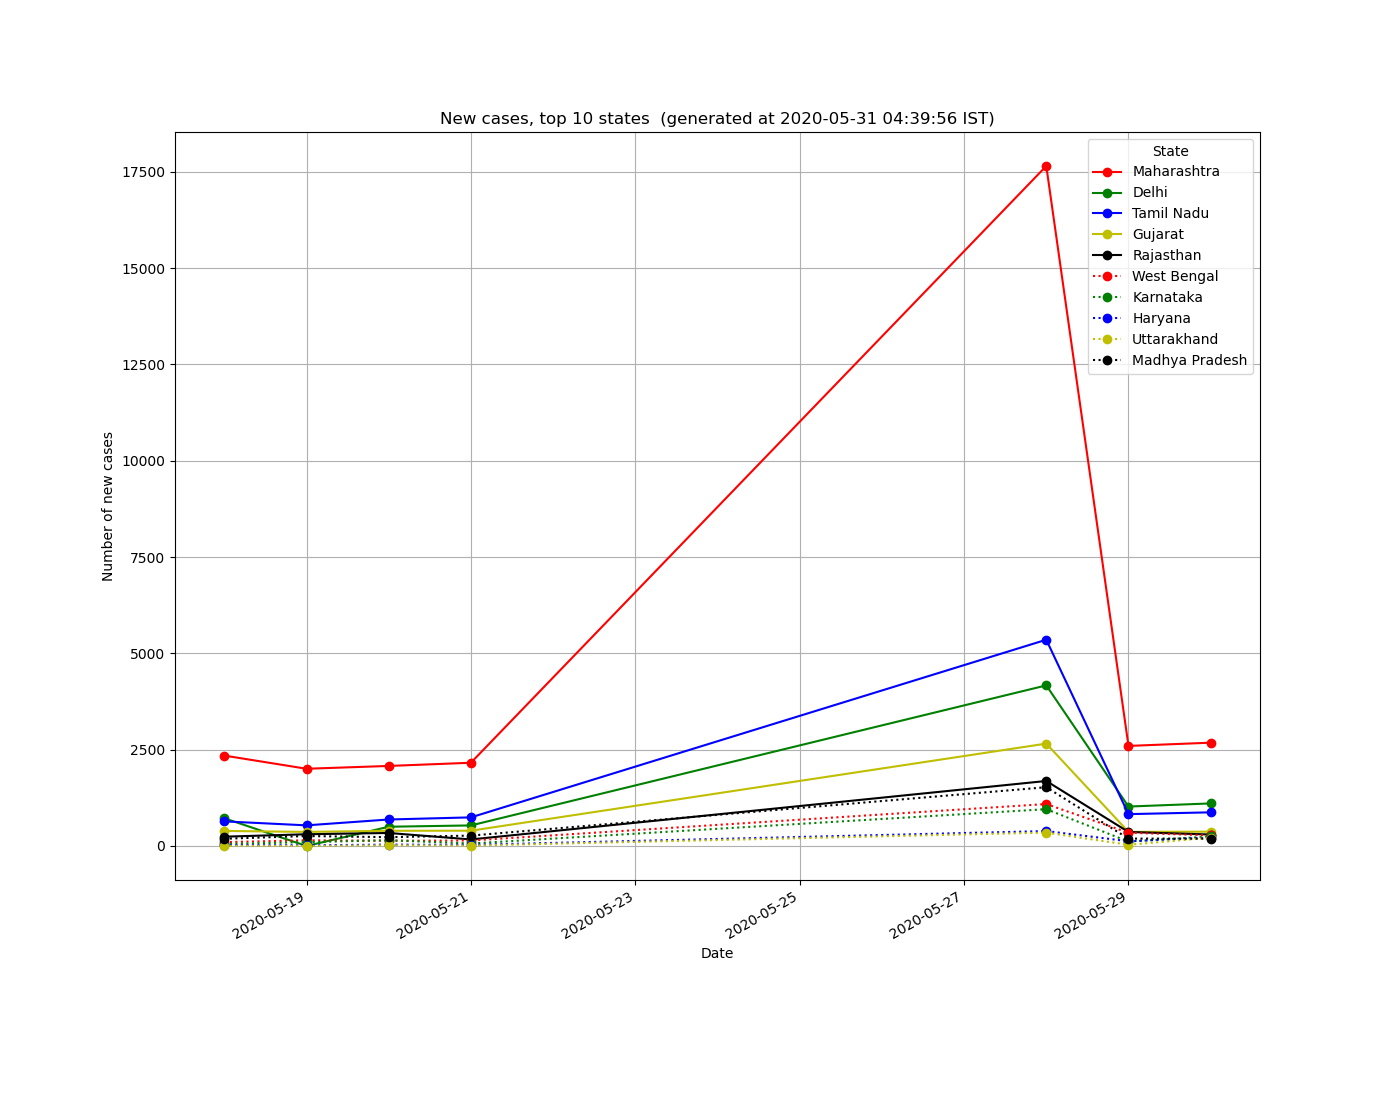 New cases, top 10 states  (generated at 2020-05-31 04:39:56 IST)
State
Maharashtra
Delhi
Tamil Nadu
Gujarat
Rajasthan
West Bengal
Karnataka
Haryana
Uttarakhand
Madhya Pradesh
Number of new cases
17500
15000
12500
10000
7500
5000
2500
0
2020-05-19
2020-05-21
2020-05-23
2020-05-25
2020-05-27
2020-05-29
Date